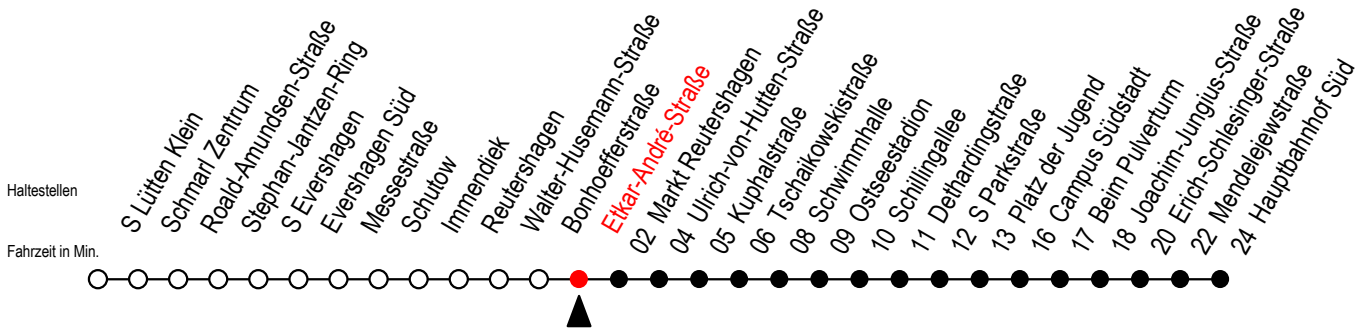 Haltestellen
Fahrzeit in Min.
S Lütten Klein
Schmarl Zentrum
Roald-Amundsen-Straße
Stephan-Jantzen-Ring
S Evershagen
Evershagen Süd
Messestraße
Schutow
Immendiek
Reutershagen
Walter-Husemann-Straße
Bonhoefferstraße
Etkar-André-Straße
02 Markt Reutershagen
04 Ulrich-von-Hutten-Straße
05 Kuphalstraße
06 Tschaikowskistraße
08 Schwimmhalle
09 Ostseestadion
10 Schillingallee
11 Dethardingstraße
12 S Parkstraße
13 Platz der Jugend
16 Campus Südstadt
17 Beim Pulverturm
18 Joachim-Jungius-Straße
20 Erich-Schlesinger-Straße
22 Mendelejewstraße
24 Hauptbahnhof Süd